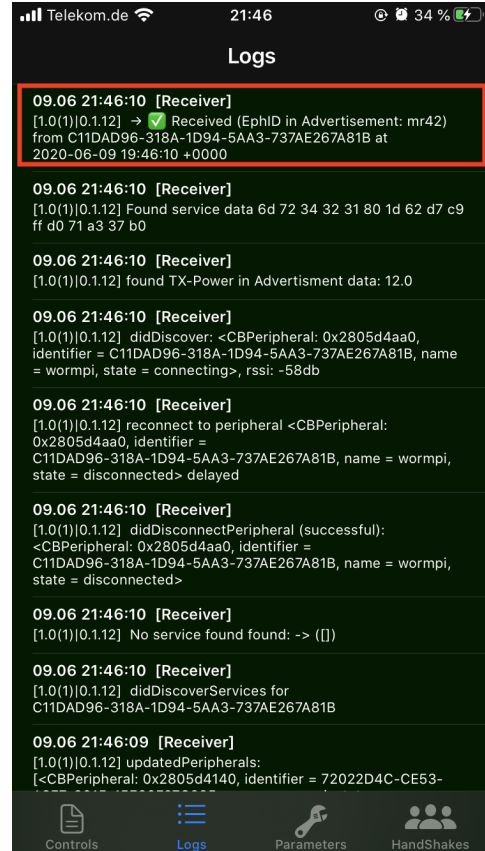 Telekom.de 21:46 34 %
Logs
09.06 21:46:10 [Receiver]
[1.0(1)|0.1.12] → ✅ Received (EphID in Advertisement: mr42)
from C11DAD96-318A-1D94-5AA3-737AE267A81B at
2020-06-09 19:46:10 +0000
09.06 21:46:10 [Receiver]
[1.0(1)|0.1.12] Found service data 6d 72 34 32 31 80 1d 62 d7 c9
ff d0 71 a3 37 b0
09.06 21:46:10 [Receiver]
[1.0(1)|0.1.12] found TX-Power in Advertisment data: 12.0
09.06 21:46:10 [Receiver]
[1.0(1)|0.1.12] didDiscover: <CBPeripheral: 0x2805d4aa0,
identifier = C11DAD96-318A-1D94-5AA3-737AE267A81B, name
= wormpi, state = connecting>, rssi: -58db
09.06 21:46:10 [Receiver]
[1.0(1)|0.1.12] reconnect to peripheral <CBPeripheral:
0x2805d4aa0, identifier =
C11DAD96-318A-1D94-5AA3-737AE267A81B, name = wormpi,
state = disconnected> delayed
09.06 21:46:10 [Receiver]
[1.0(1)|0.1.12] didDisconnectPeripheral (successful):
<CBPeripheral: 0x2805d4aa0, identifier =
C11DAD96-318A-1D94-5AA3-737AE267A81B, name = wormpi,
state = disconnected>
09.06 21:46:10 [Receiver]
[1.0(1)|0.1.12] No service found found: -> ([])
09.06 21:46:10 [Receiver]
[1.0(1)|0.1.12] didDiscoverServices for
C11DAD96-318A-1D94-5AA3-737AE267A81B
09.06 21:46:09 [Receiver]
[1.0(1)|0.1.12] updatedPeripherals:
[<CBPeripheral: 0x2805d4140, identifier = 72022D4C-CE53-
Controls Logs Parameters HandShakes